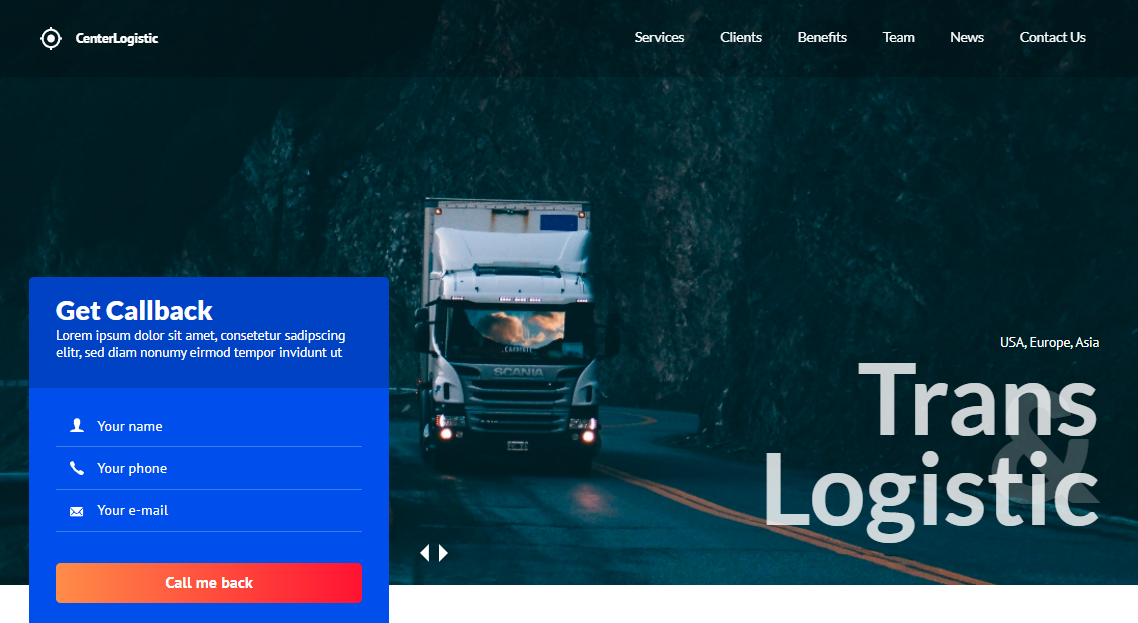 CenterLogistic
Services
Clients
Benefits
Team
News
Contact Us
SCANIA
Get Callback
Lorem ipsum dolor sit amet, consetetur sadipscing
elitr, sed diam nonumy eirmod tempor invidunt ut
Your name
Your phone
Your e-mail
Call me back
USA, Europe, Asia
Trans
&
Logistic